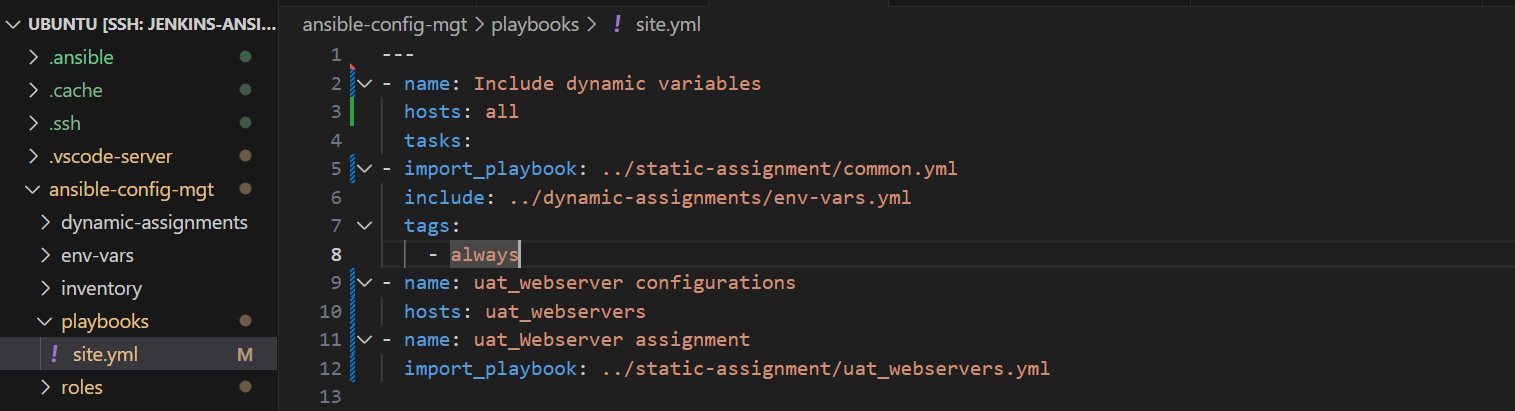 UBUNTU [SSH: JENKINS-ANSI...
.ansible
.cache
.ssh
.vscode-server
ansible-config-mgt
dynamic-assignments
env-vars
inventory
playbooks
! site.yml M
roles
ansible-config-mgt > playbooks > ! site.yml
1 ---
2 - name: Include dynamic variables
3 hosts: all
4 tasks:
5 - import_playbook: ../static-assignment/common.yml
6 include: ../dynamic-assignments/env-vars.yml
7 tags:
8 - always
9 - name: uat_webserver configurations
10 hosts: uat_webservers
11 - name: uat_Webserver assignment
12 import_playbook: ../static-assignment/uat_webservers.yml
13